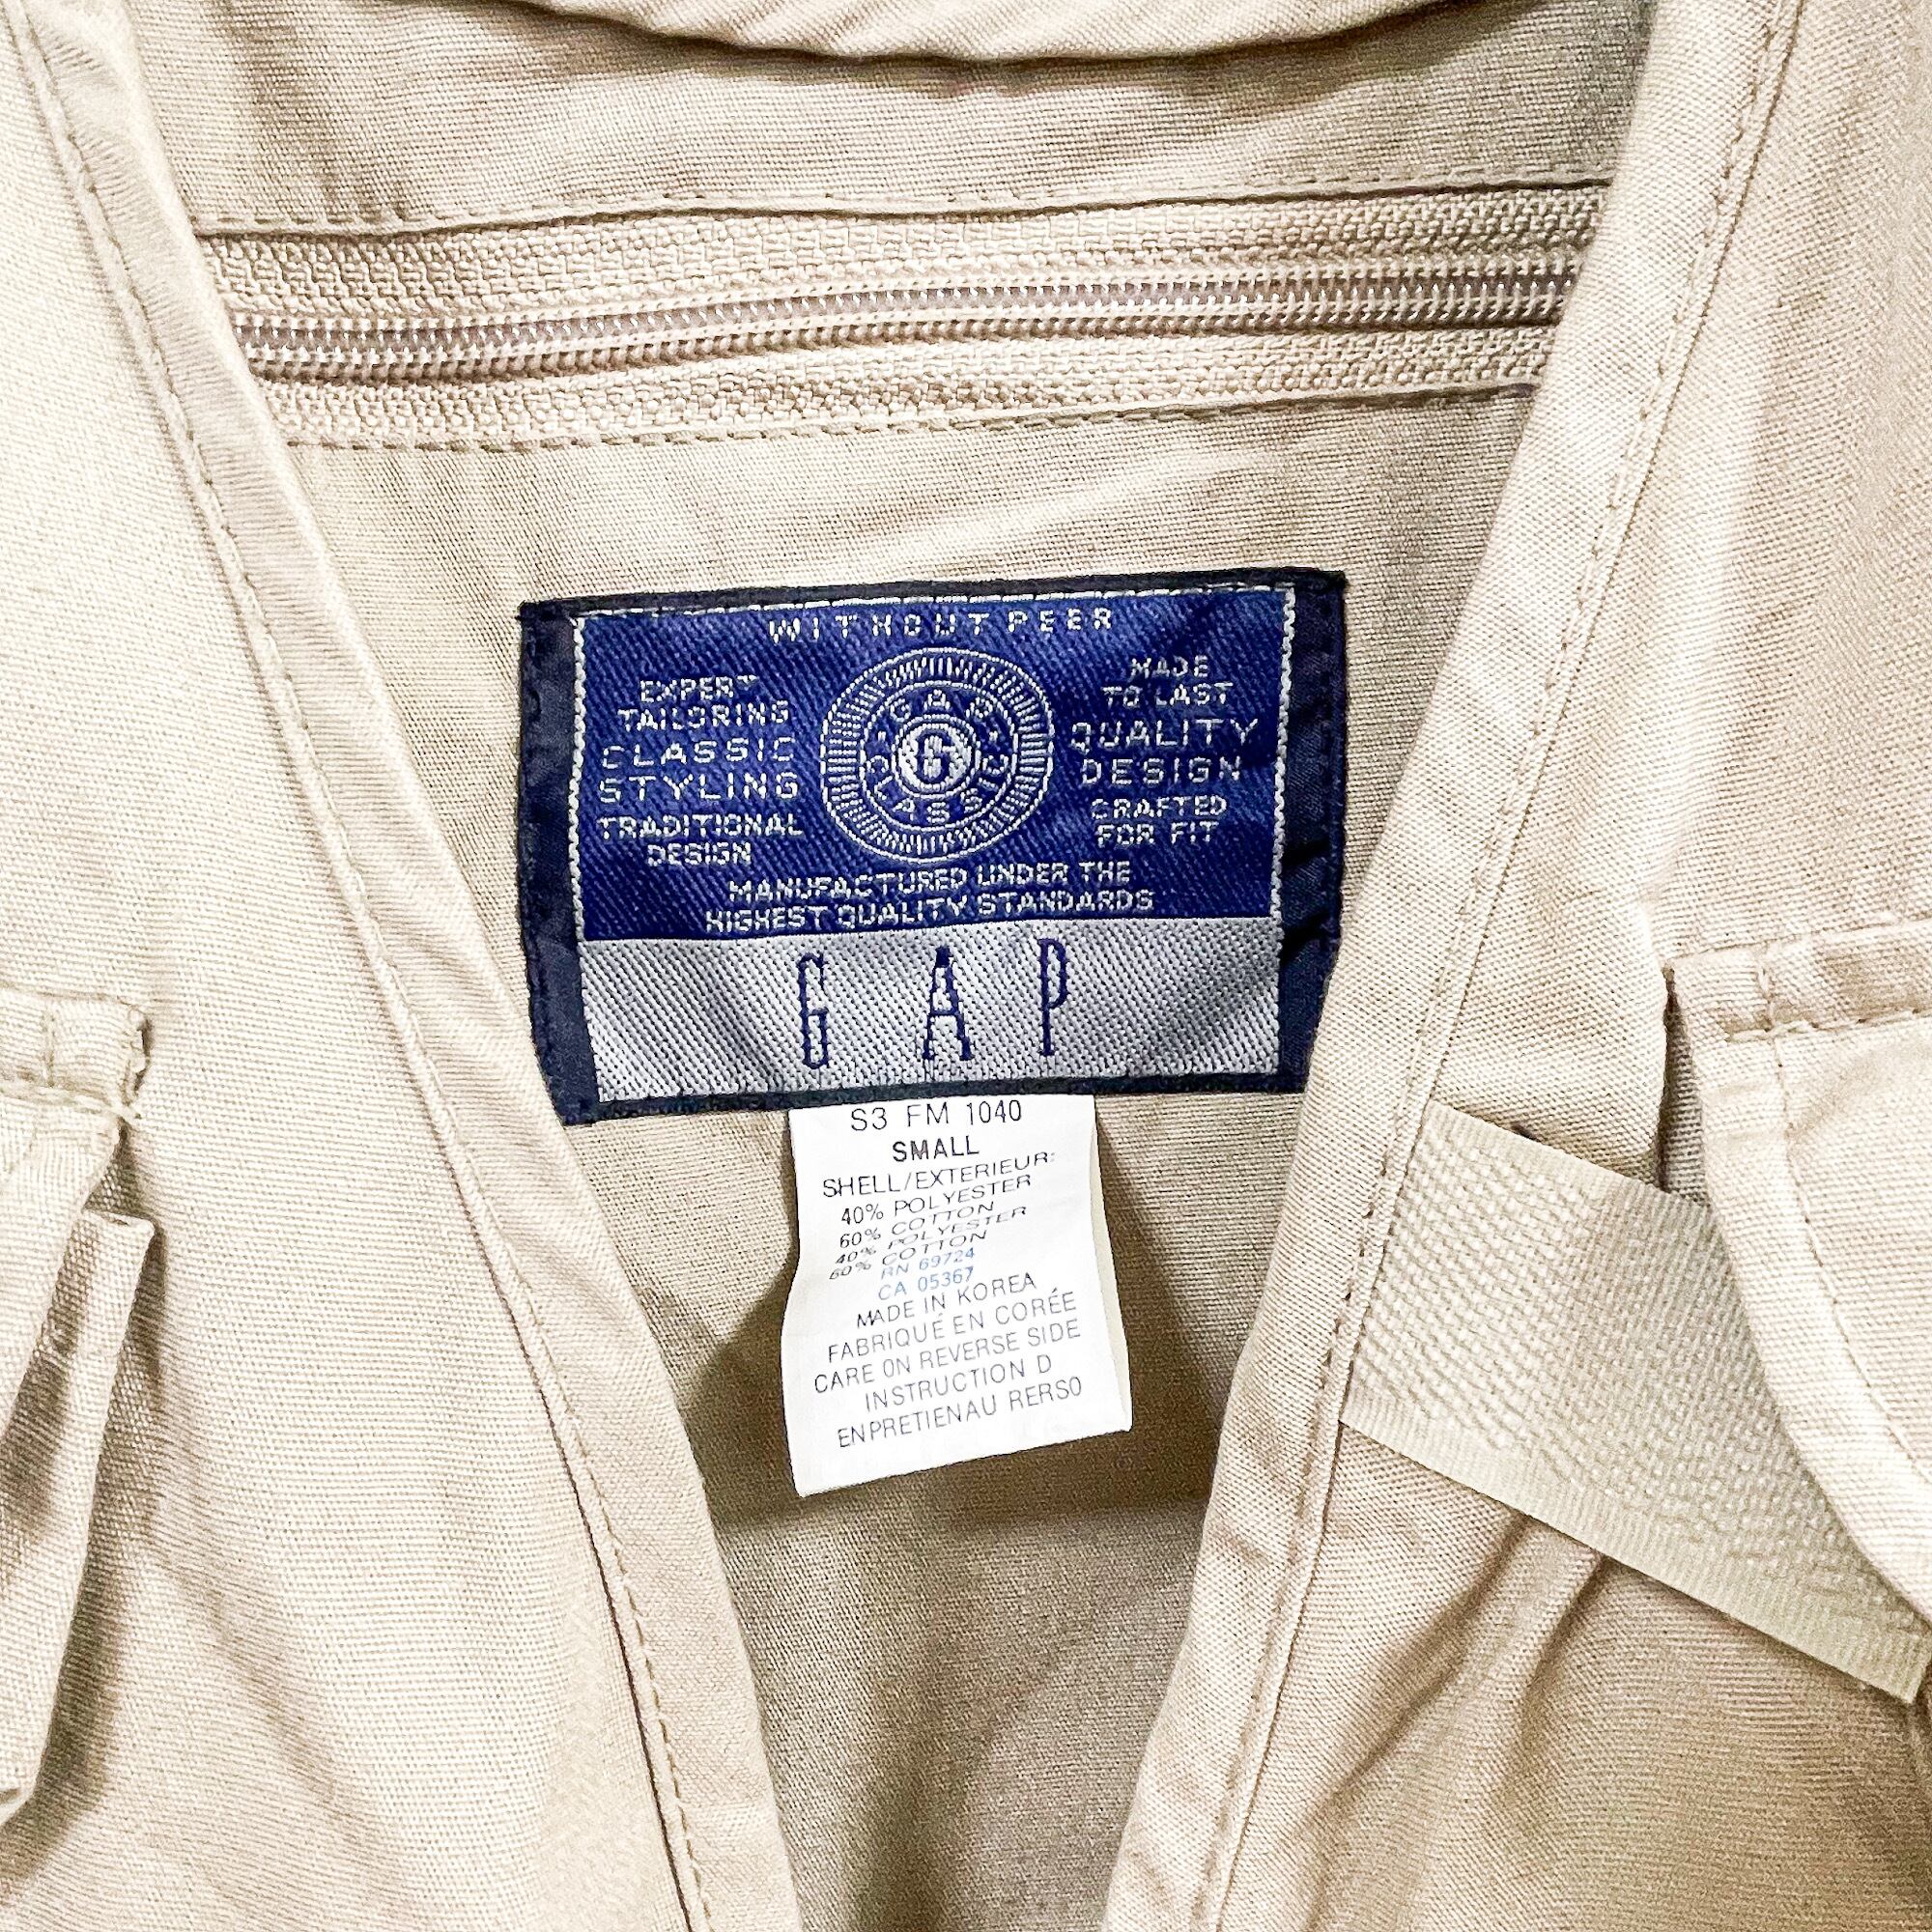 WITHOUT PEER
EXPERT
TAILORING
CLASSIC
STYLING
TRADITIONAL
DESIGN
GAP
G
CLASSIC
MADE
TO LAST
QUALITY
DESIGN
CRAFTED
FOR FIT
MANUFACTURED UNDER THE
HIGHEST QUALITY STANDARDS
GAP
S3 FM 1040
SMALL
SHELL/EXTERIEUR:
40% POLYESTER
60% COTTON
40% POLYESTER
60% COTTON
RN 69724
CA 05367
MADE IN KOREA
FABRIQUÉ EN CORÉE
CARE ON REVERSE SIDE
INSTRUCTION D
ENPRETIENAU RERSO